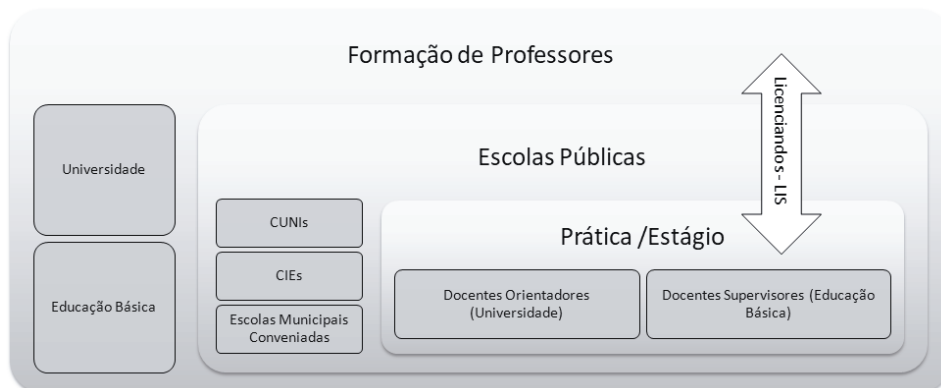 Formação de Professores
Universidade
Educação Básica
Escolas Públicas
CUNIs
CIEs
Escolas Municipais
Conveniadas
Prática /Estágio
Docentes Orientadores
(Universidade)
Docentes Supervisores (Educação
Básica)
Licenciandos - LIS